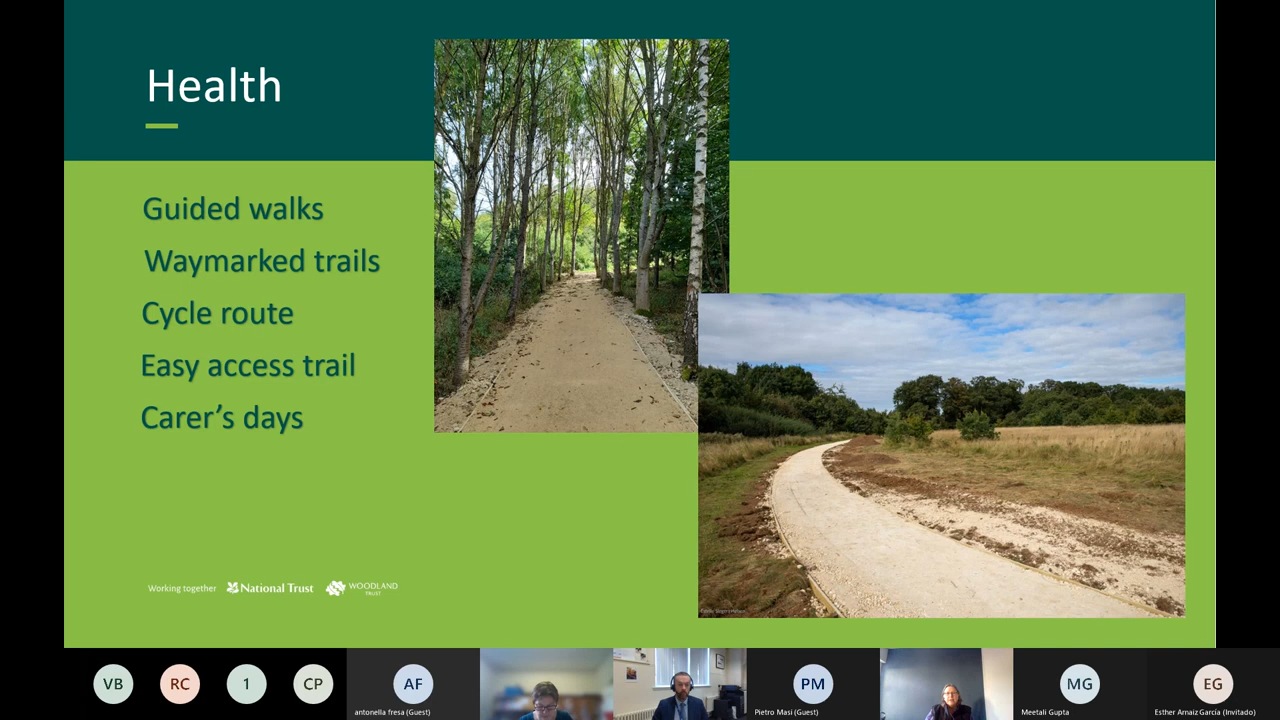 Health
Guided walks
Waymarked trails
Cycle route
Easy access trail
Carer's days
Working together
National Trust
WOODLAND
TRUST
VB
RC
1
CP
AF
antonella fresa (Guest)
PM
Pietro Masi (Guest)
MG
Meetali Gupta
EG
Esther Arnaiz García (Invitado)